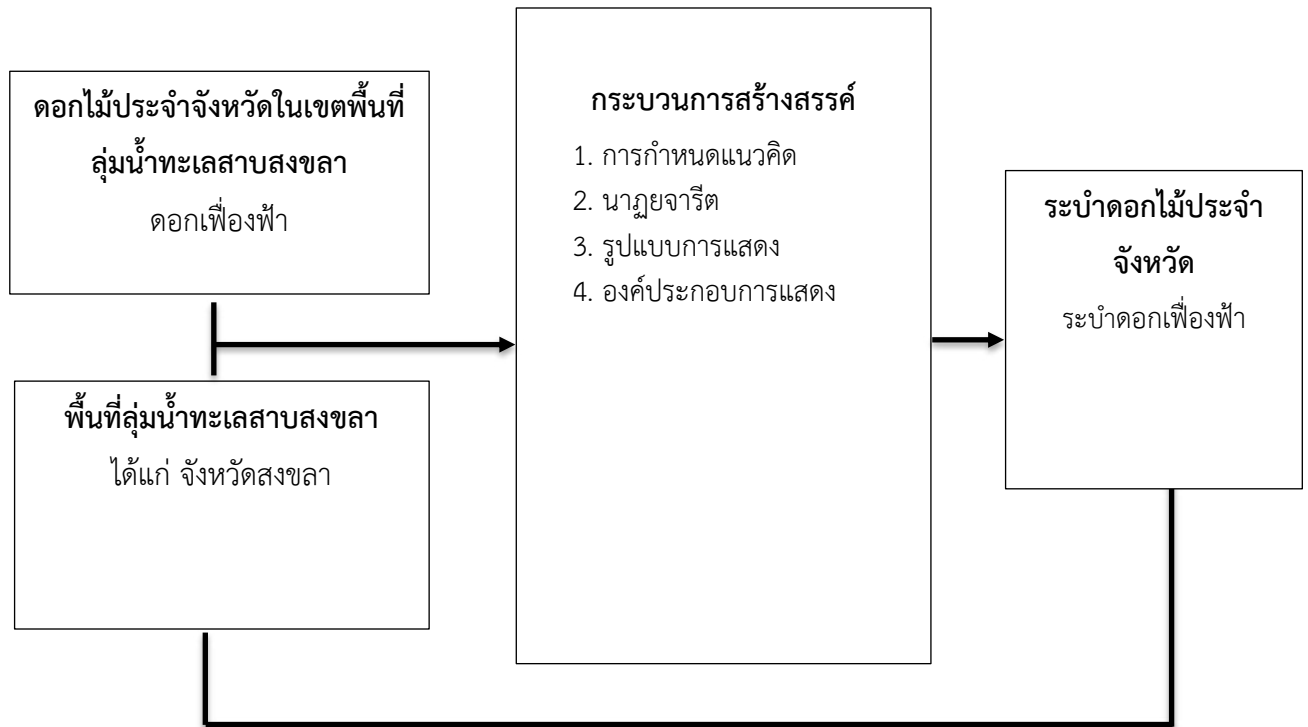 ดอกไม้ประจำจังหวัดในเขตพื้นที่
ลุ่มน้ำทะเลสาบสงขลา
ดอกเฟื่องฟ้า
พื้นที่ลุ่มน้ำทะเลสาบสงขลา
ได้แก่ จังหวัดสงขลา
กระบวนการสร้างสรรค์
1. การกำหนดแนวคิด
2. นาฏยจารีต
3. รูปแบบการแสดง
4. องค์ประกอบการแสดง
ระบำดอกไม้ประจำ
จังหวัด
ระบำดอกเฟื่องฟ้า